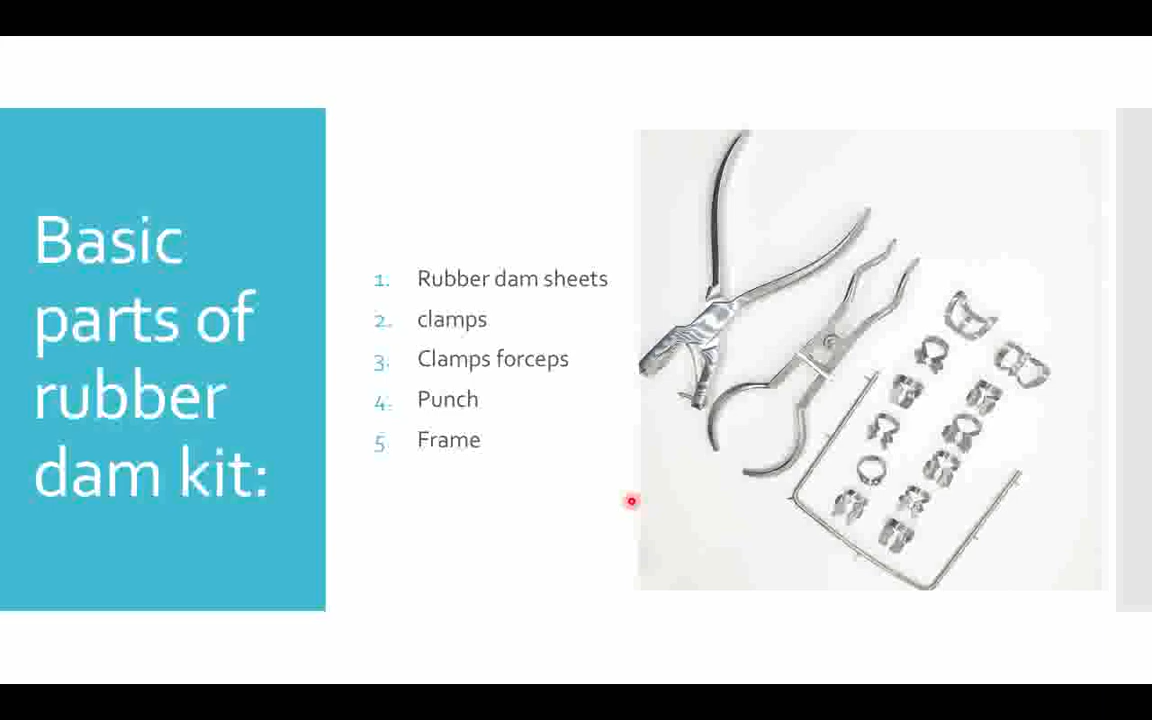 Basic
parts of
rubber
dam kit:
1. Rubber dam sheets
2. clamps
3. Clamps forceps
4. Punch
5. Frame